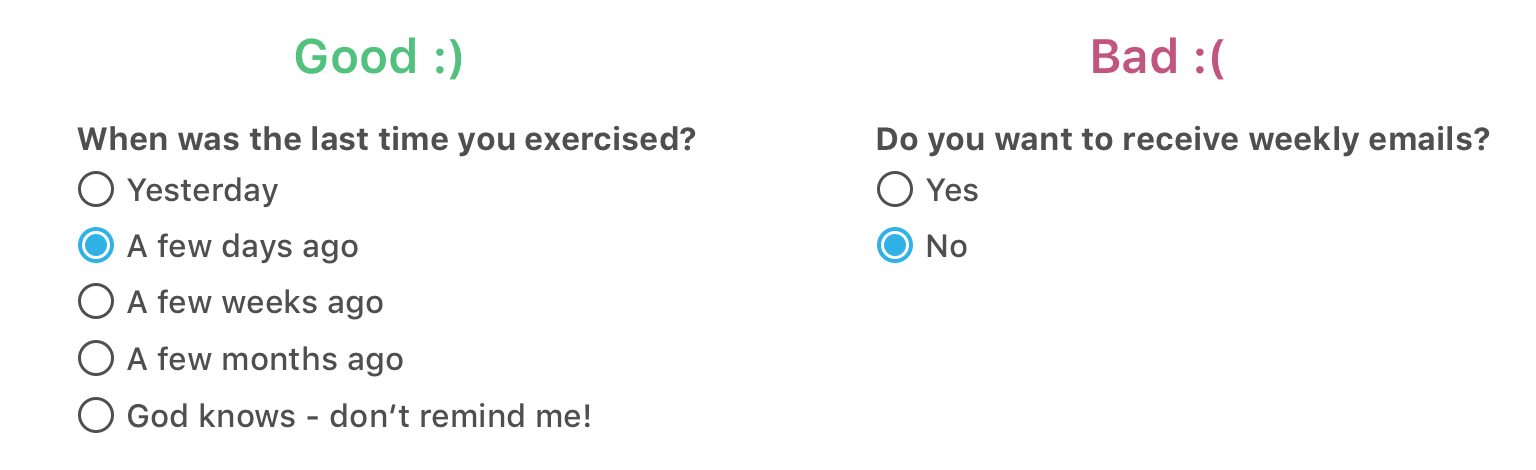 Good :)
When was the last time you exercised?
Yesterday
A few days ago
A few weeks ago
A few months ago
God knows - don’t remind me!
Bad :(
Do you want to receive weekly emails?
Yes
No